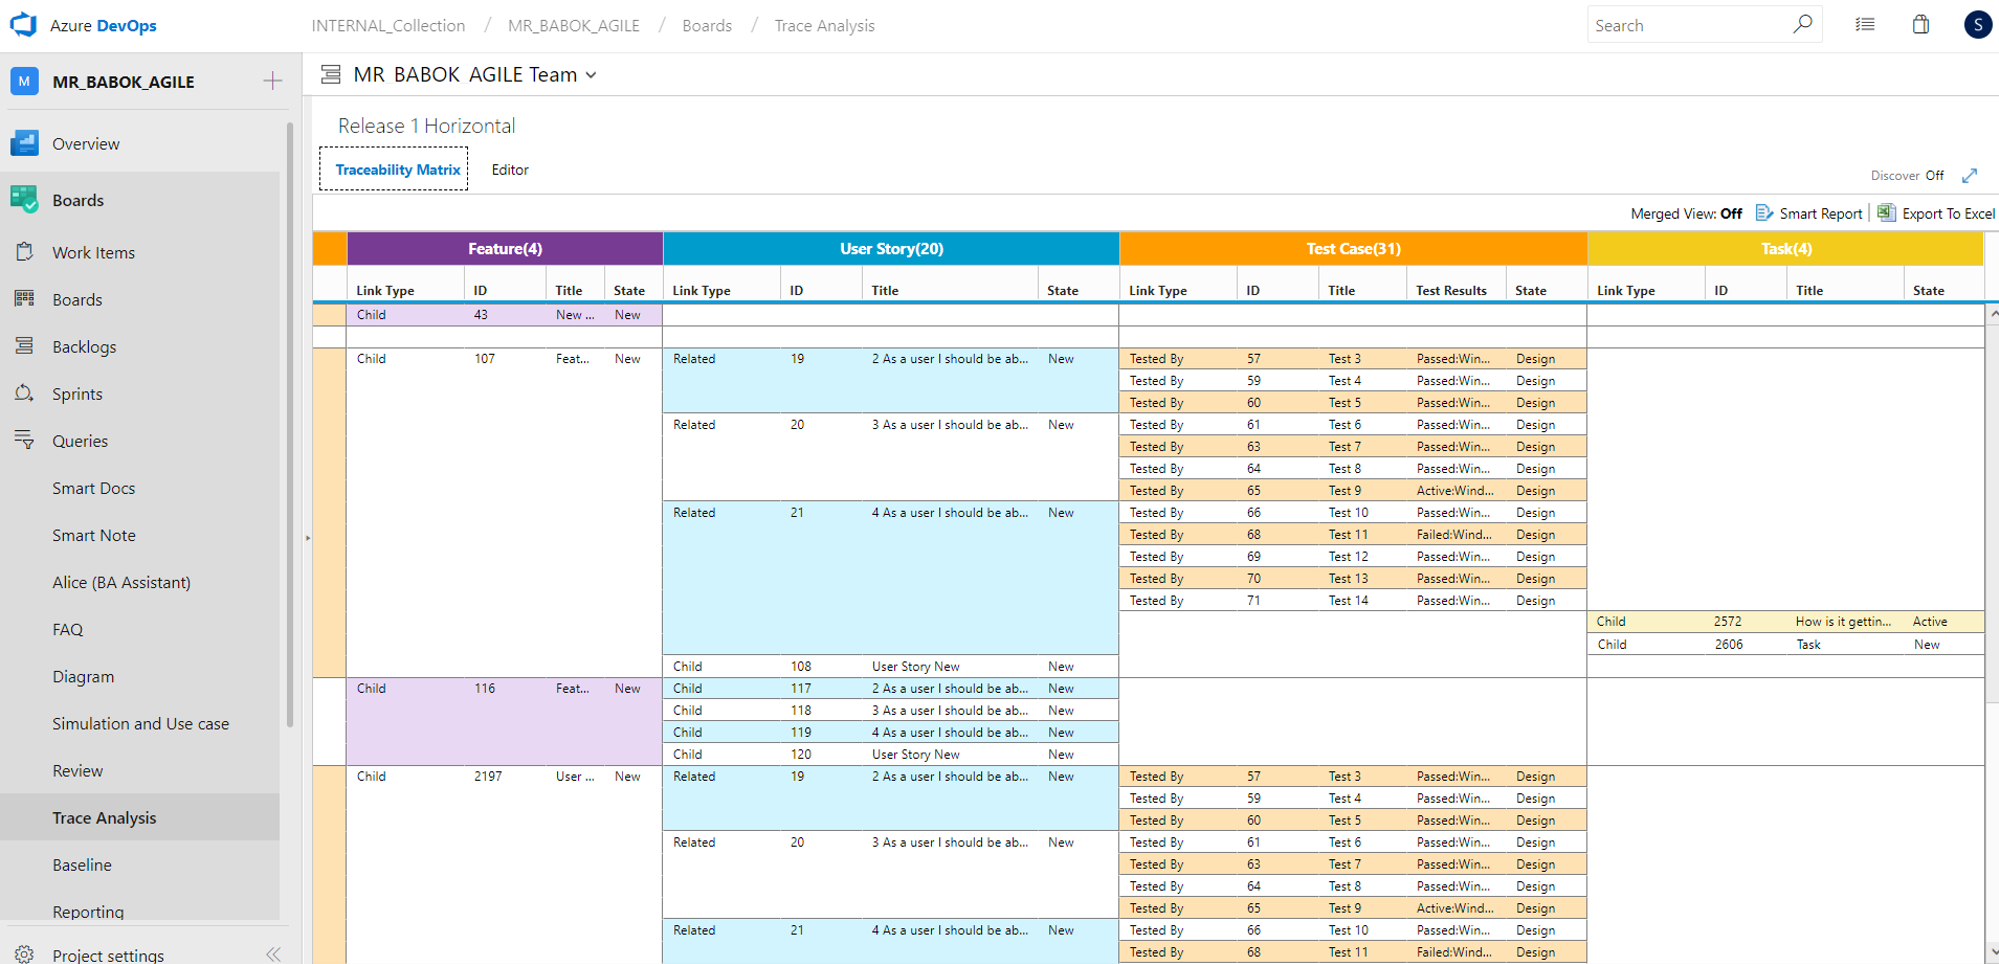 Azure DevOps
INTERNAL_Collection / MR_BABOK_AGILE / Boards / Trace Analysis
Search
S
M MR_BABOK_AGILE
Overview
Boards
Work Items
Boards
Backlogs
Sprints
Queries
Smart Docs
Smart Note
Alice (BA Assistant)
FAQ
Diagram
Simulation and Use case
Review
Trace Analysis
Baseline
Reporting
Project settings
MR BABOK AGILE Team
Release 1 Horizontal
Traceability Matrix Editor
Discover Off
Merged View: Off Smart Report Export To Excel
Feature(4) User Story(20) Test Case(31) Task(4)
Link Type ID Title State Link Type ID Title State Link Type ID Title Test Results State Link Type ID Title State
Child 43 New ... New
Child 107 Feat... New Related 19 2 As a user I should be ab... New Tested By 57 Test 3 Passed:Win... Design
Tested By 59 Test 4 Passed:Win... Design
Tested By 60 Test 5 Passed:Win... Design
Related 20 3 As a user I should be ab... New Tested By 61 Test 6 Passed:Win... Design
Tested By 63 Test 7 Passed:Win... Design
Tested By 64 Test 8 Passed:Win... Design
Tested By 65 Test 9 Active:Wind... Design
Related 21 4 As a user I should be ab... New Tested By 66 Test 10 Passed:Win... Design
Tested By 68 Test 11 Failed:Wind... Design
Tested By 69 Test 12 Passed:Win... Design
Tested By 70 Test 13 Passed:Win... Design
Tested By 71 Test 14 Passed:Win... Design
Child 2572 How is it gettin... Active
Child 2606 Task New
Child 108 User Story New New
Child 116 Feat... New Child 117 2 As a user I should be ab... New
Child 118 3 As a user I should be ab... New
Child 119 4 As a user I should be ab... New
Child 120 User Story New New
Child 2197 User ... New Related 19 2 As a user I should be ab... New Tested By 57 Test 3 Passed:Win... Design
Tested By 59 Test 4 Passed:Win... Design
Tested By 60 Test 5 Passed:Win... Design
Related 20 3 As a user I should be ab... New Tested By 61 Test 6 Passed:Win... Design
Tested By 63 Test 7 Passed:Win... Design
Tested By 64 Test 8 Passed:Win... Design
Tested By 65 Test 9 Active:Wind... Design
Related 21 4 As a user I should be ab... New Tested By 66 Test 10 Passed:Win... Design
Tested By 68 Test 11 Failed:Wind... Design